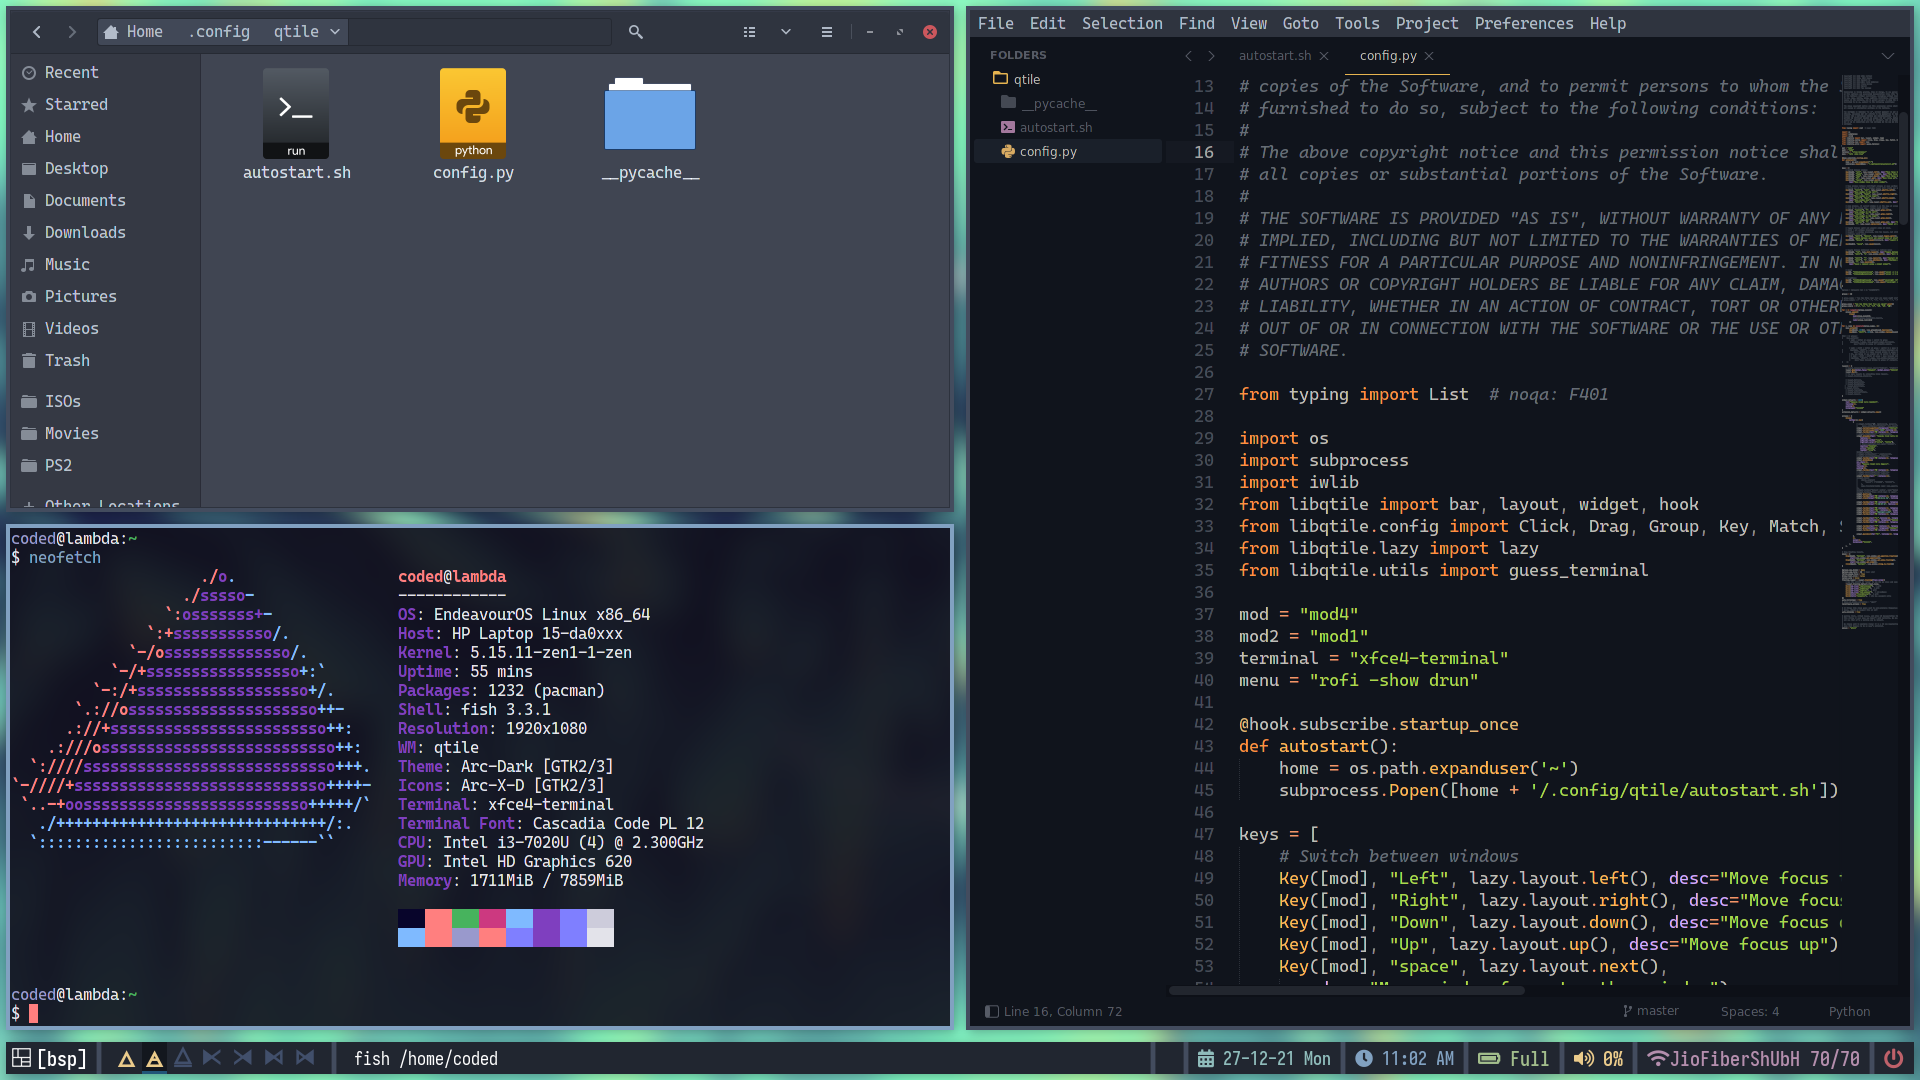 Home .config qtile
Recent
Starred
Home
Desktop
Documents
Downloads
Music
Pictures
Videos
Trash
ISOs
Movies
PS2
+ Other Locations
run
autostart.sh
python
config.py
__pycache__
coded@lambda:~
$ neofetch
./o.
./sssso-
`:osssssss+-
`:+sssssssssso/.
`-/ossssssssssssso/.
`-/+sssssssssssssssso+:`
`-:/+sssssssssssssssssso+/.
`.://osssssssssssssssssssso++-
.://+ssssssssssssssssssssssso++:
.:///ossssssssssssssssssssssssso++:
`:////ssssssssssssssssssssssssssso+++.
`-////+ssssssssssssssssssssssssssso++++-
`..-+oosssssssssssssssssssssssso+++++/`
./++++++++++++++++++++++++++++++/:.
`:::::::::::::::::::::::::------``
coded@lambda
------------
OS: EndeavourOS Linux x86_64
Host: HP Laptop 15-da0xxx
Kernel: 5.15.11-zen1-1-zen
Uptime: 55 mins
Packages: 1232 (pacman)
Shell: fish 3.3.1
Resolution: 1920x1080
WM: qtile
Theme: Arc-Dark [GTK2/3]
Icons: Arc-X-D [GTK2/3]
Terminal: xfce4-terminal
Terminal Font: Cascadia Code PL 12
CPU: Intel i3-7020U (4) @ 2.300GHz
GPU: Intel HD Graphics 620
Memory: 1711MiB / 7859MiB
coded@lambda:~
$
File Edit Selection Find View Goto Tools Project Preferences Help
FOLDERS
qtile
__pycache__
autostart.sh
config.py
autostart.sh config.py
13 # copies of the Software, and to permit persons to whom the
14 # furnished to do so, subject to the following conditions:
15 #
16 # The above copyright notice and this permission notice shal
17 # all copies or substantial portions of the Software.
18 #
19 # THE SOFTWARE IS PROVIDED "AS IS", WITHOUT WARRANTY OF ANY
20 # IMPLIED, INCLUDING BUT NOT LIMITED TO THE WARRANTIES OF ME
21 # FITNESS FOR A PARTICULAR PURPOSE AND NONINFRINGEMENT. IN N
22 # AUTHORS OR COPYRIGHT HOLDERS BE LIABLE FOR ANY CLAIM, DAMA
23 # LIABILITY, WHETHER IN AN ACTION OF CONTRACT, TORT OR OTHER
24 # OUT OF OR IN CONNECTION WITH THE SOFTWARE OR THE USE OR OT
25 # SOFTWARE.
26
27 from typing import List # noqa: F401
28
29 import os
30 import subprocess
31 import iwlib
32 from libqtile import bar, layout, widget, hook
33 from libqtile.config import Click, Drag, Group, Key, Match,
34 from libqtile.lazy import lazy
35 from libqtile.utils import guess_terminal
36
37 mod = "mod4"
38 mod2 = "mod1"
39 terminal = "xfce4-terminal"
40 menu = "rofi -show drun"
41
42 @hook.subscribe.startup_once
43 def autostart():
44 home = os.path.expanduser('~')
45 subprocess.Popen([home + '/.config/qtile/autostart.sh'])
46
47 keys = [
48 # Switch between windows
49 Key([mod], "Left", lazy.layout.left(), desc="Move focus
50 Key([mod], "Right", lazy.layout.right(), desc="Move focu
51 Key([mod], "Down", lazy.layout.down(), desc="Move focus
52 Key([mod], "Up", lazy.layout.up(), desc="Move focus up")
53 Key([mod], "space", lazy.layout.next(),
Line 16, Column 72 master Spaces: 4 Python
[bsp] fish /home/coded 27-12-21 Mon 11:02 AM Full 0% JioFiberShUbH 70/70